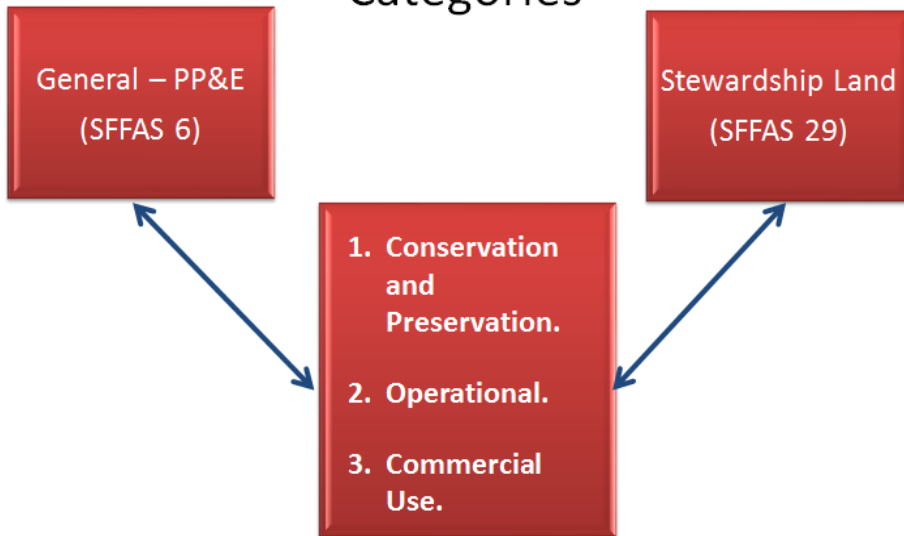 Categories
General – PP&E
(SFFAS 6)
Stewardship Land
(SFFAS 29)
1. Conservation
and
Preservation.
2. Operational.
3. Commercial
Use.